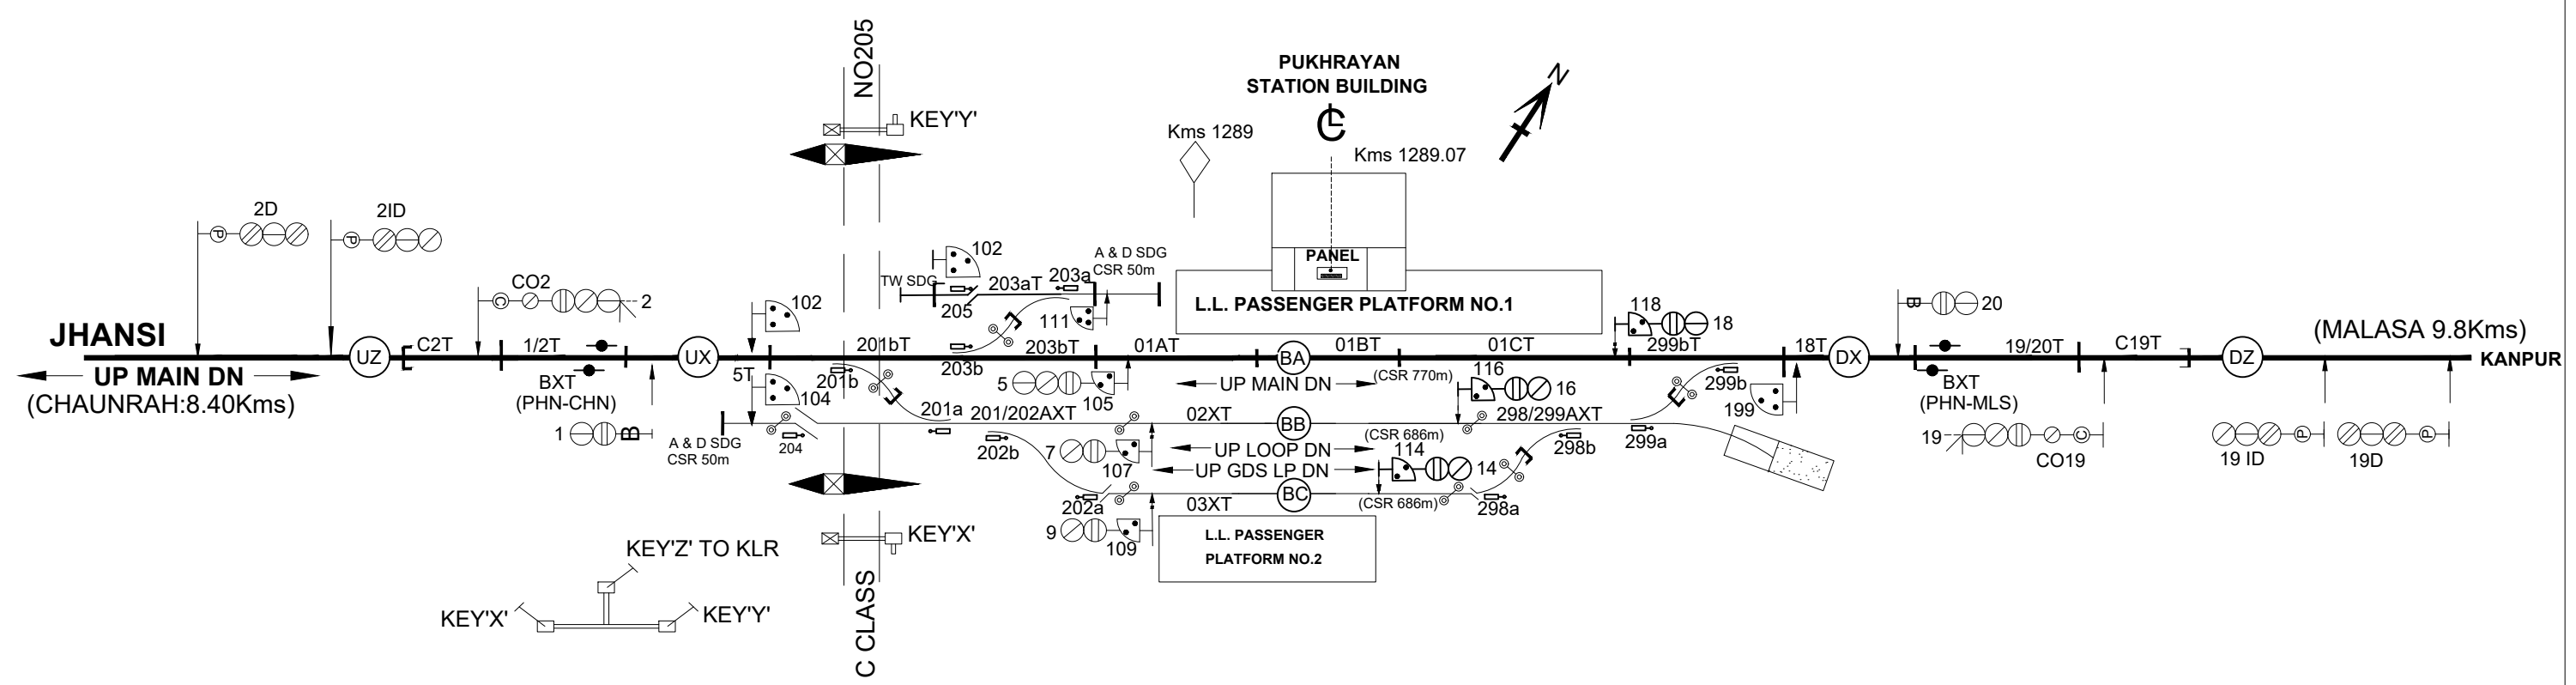 NO205
KEY'Y'
PUKHRAYAN
STATION BUILDING
N
Kms 1289
Kms 1289.07
2D
2ID
P
P
102
A & D SDG
CSR 50m
TW SDG
203aT
203a
205
111
PANEL
L.L. PASSENGER PLATFORM NO.1
CO2
C
2
102
118
18
B
20
JHANSI
UZ
C2T
1/2T
UX
5T
201bT
203b
203bT
01AT
BA
01BT
01CT
299bT
18T
DX
19/20T
C19T
DZ
(MALASA 9.8Kms)
KANPUR
UP MAIN DN
(CHAUNRAH:8.40Kms)
BXT
(PHN-CHN)
104
201b
5
105
UP MAIN DN
(CSR 770m)
116
16
299b
199
BXT
(PHN-MLS)
1
B
A & D SDG
CSR 50m
204
201a
201/202AXT
202b
02XT
BB
298/299AXT
299a
298b
7
107
UP LOOP DN
(CSR 686m)
114
14
UP GDS LP DN
19
C
CO19
P
19 ID
P
19D
202a
03XT
BC
(CSR 686m)
298a
9
109
L.L. PASSENGER
PLATFORM NO.2
KEY'X'
KEY'Z' TO KLR
KEY'X'
KEY'Y'
C CLASS